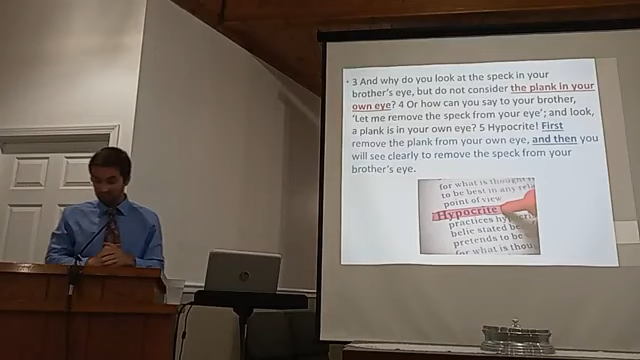 • 3 And why do you look at the speck in your
brother's eye, but do not consider the plank in your
own eye? 4 Or how can you say to your brother,
'Let me remove the speck from your eye'; and look,
a plank is in your own eye? 5 Hypocrite! First
remove the plank from your own eye, and then you
will see clearly to remove the speck from your
brother's eye.
for what is thought
to be best in any rela
point of view
Hypocrite
practices
belie stated be
pretends to be
for what is thou
hp